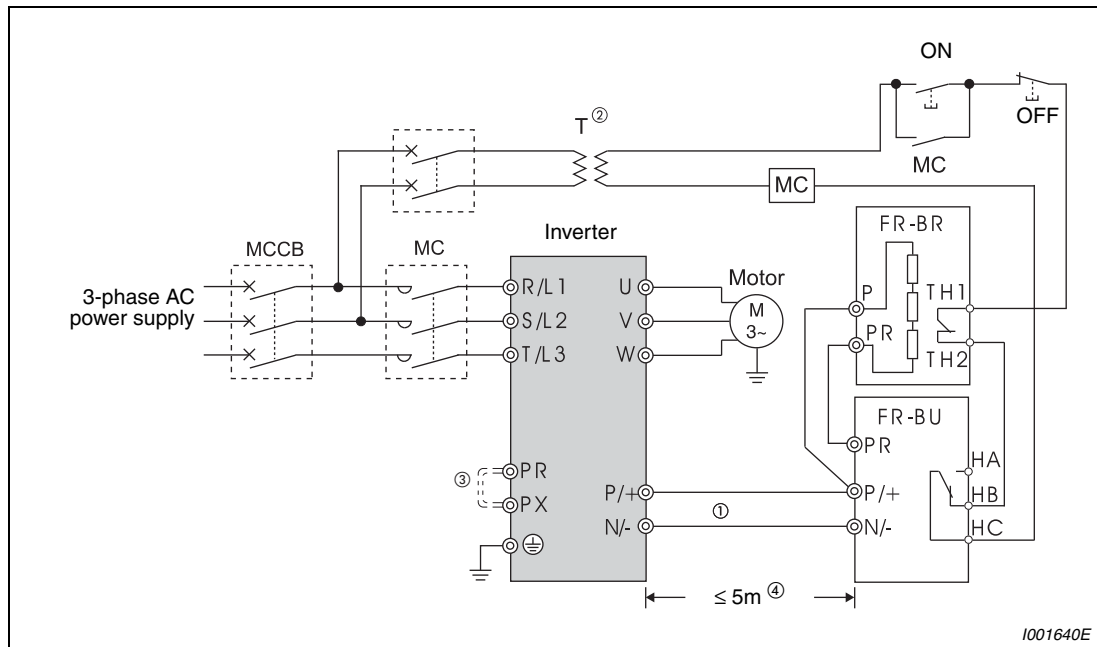 ON
OFF
T ②
MC
MC
FR-BR
Inverter
MCCB
MC
3-phase AC
power supply
R/L1
S/L2
T/L3
U
V
W
Motor
M
3~
P
PR
TH1
TH2
FR-BU
PR
HA
HB
HC
③
PR
PX
P/+
N/-
①
P/+
N/-
≤ 5m ④
I001640E